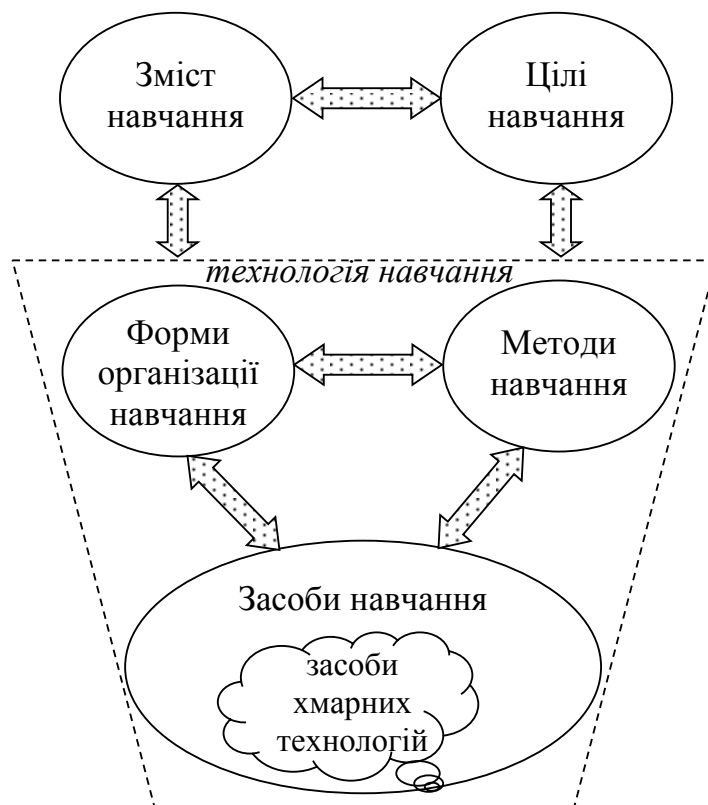 Зміст
навчання
Цілі
навчання
технологія навчання
Форми
організації
навчання
Методи
навчання
Засоби навчання
засоби
хмарних
технологій